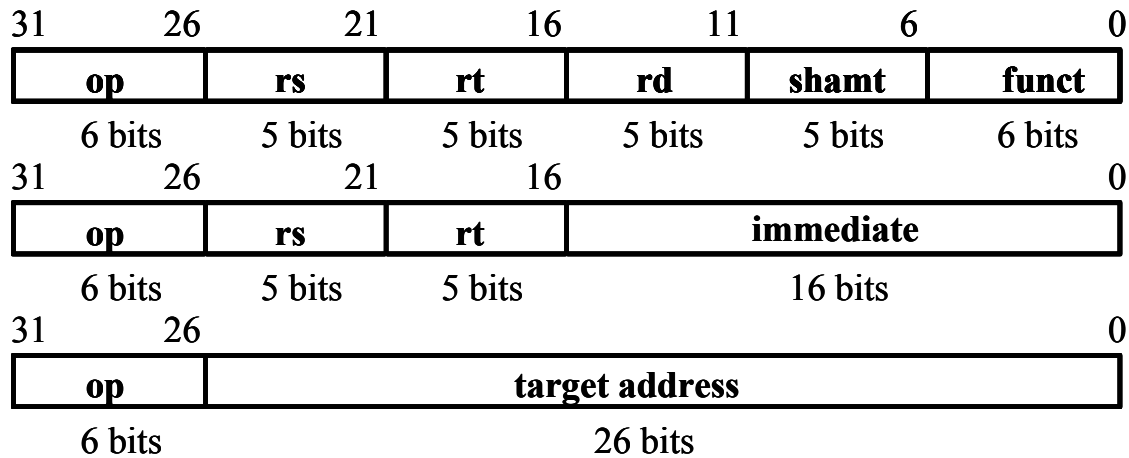 31 26 21 16 11 6 0
op rs rt rd shamt funct
6 bits 5 bits 5 bits 5 bits 5 bits 6 bits
31 26 21 16 0
op rs rt immediate
6 bits 5 bits 5 bits 16 bits
31 26 0
op target address
6 bits 26 bits